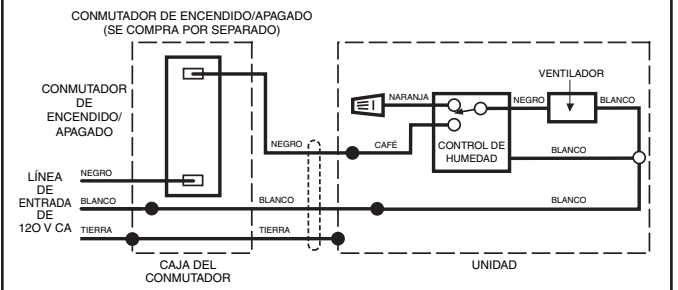 CONMUTADOR DE ENCENDIDO/APAGADO
(SE COMPRA POR SEPARADO)
CONMUTADOR
DE
ENCENDIDO/
APAGADO
VENTILADOR
NARANJA
NEGRO
BLANCO
NEGRO
CAFÉ
CONTROL DE
HUMEDAD
BLANCO
LÍNEA
DE
ENTRADA
DE
12O V CA
NEGRO
BLANCO
BLANCO
BLANCO
TIERRA
TIERRA
CAJA DEL
CONMUTADOR
UNIDAD